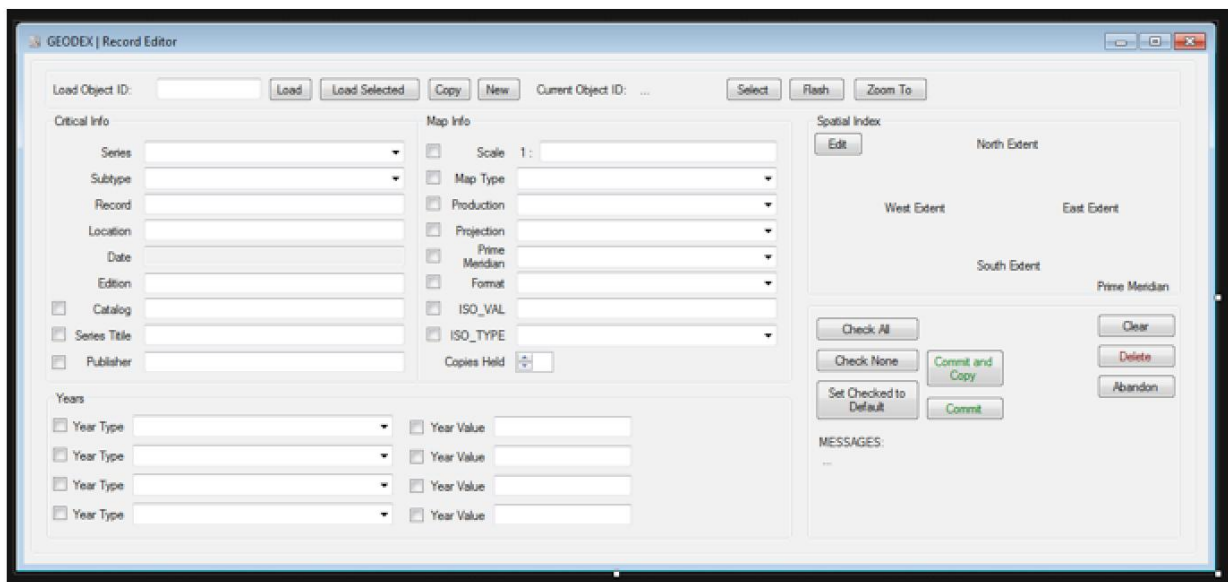 GEODEX | Record Editor
Load Object ID: Load Load Selected Copy New Current Object ID: ... Select Flash Zoom To
Critical Info
Series
Subtype
Record
Location
Date
Edition
Catalog
Series Titile
Publisher
Map Info
Scale 1 :
Map Type
Production
Projection
Prime
Meridian
Format
ISO_VAL
ISO_TYPE
Copies Held
Spatial Index
Edit North Extent
West Extent East Extent
South Extent
Prime Meridian
Years
Year Type Year Value
Year Type Year Value
Year Type Year Value
Year Type Year Value
Check All
Check None
Set Checked to
Default
Commit and
Copy
Commit
Clear
Delete
Abandon
MESSAGES:
...